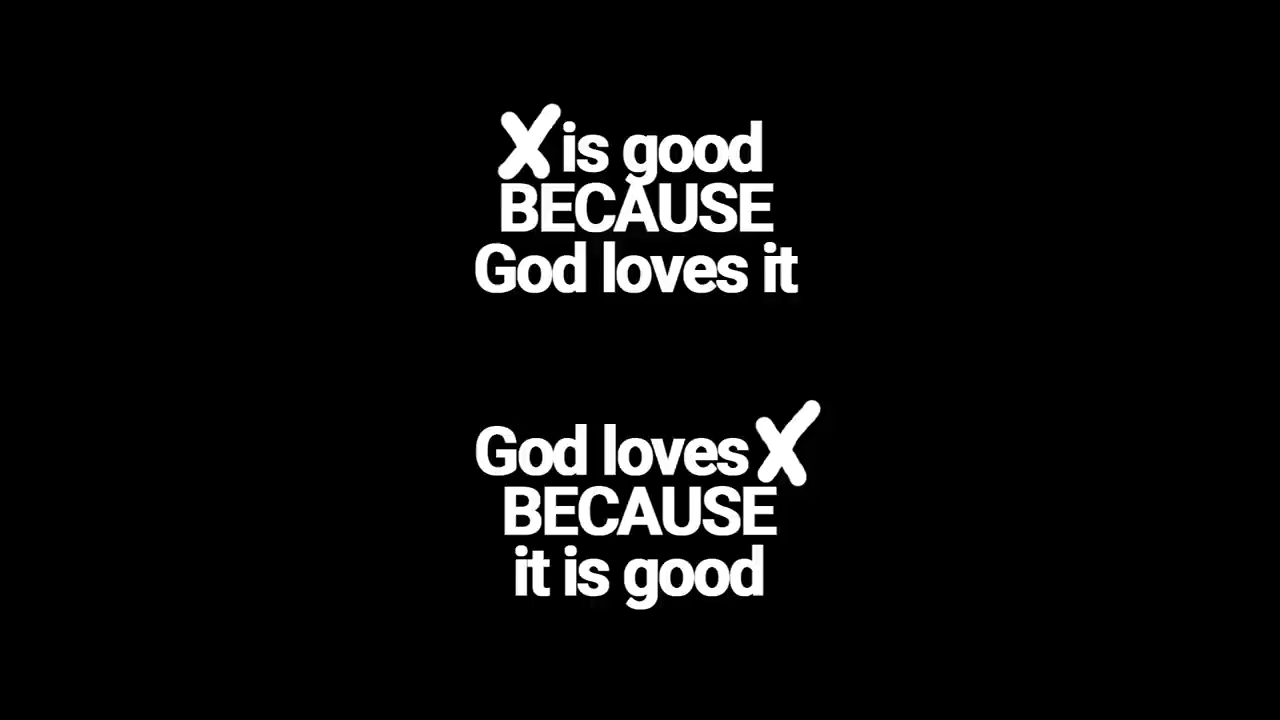 X is good
BECAUSE
God loves it
God loves X
BECAUSE
it is good